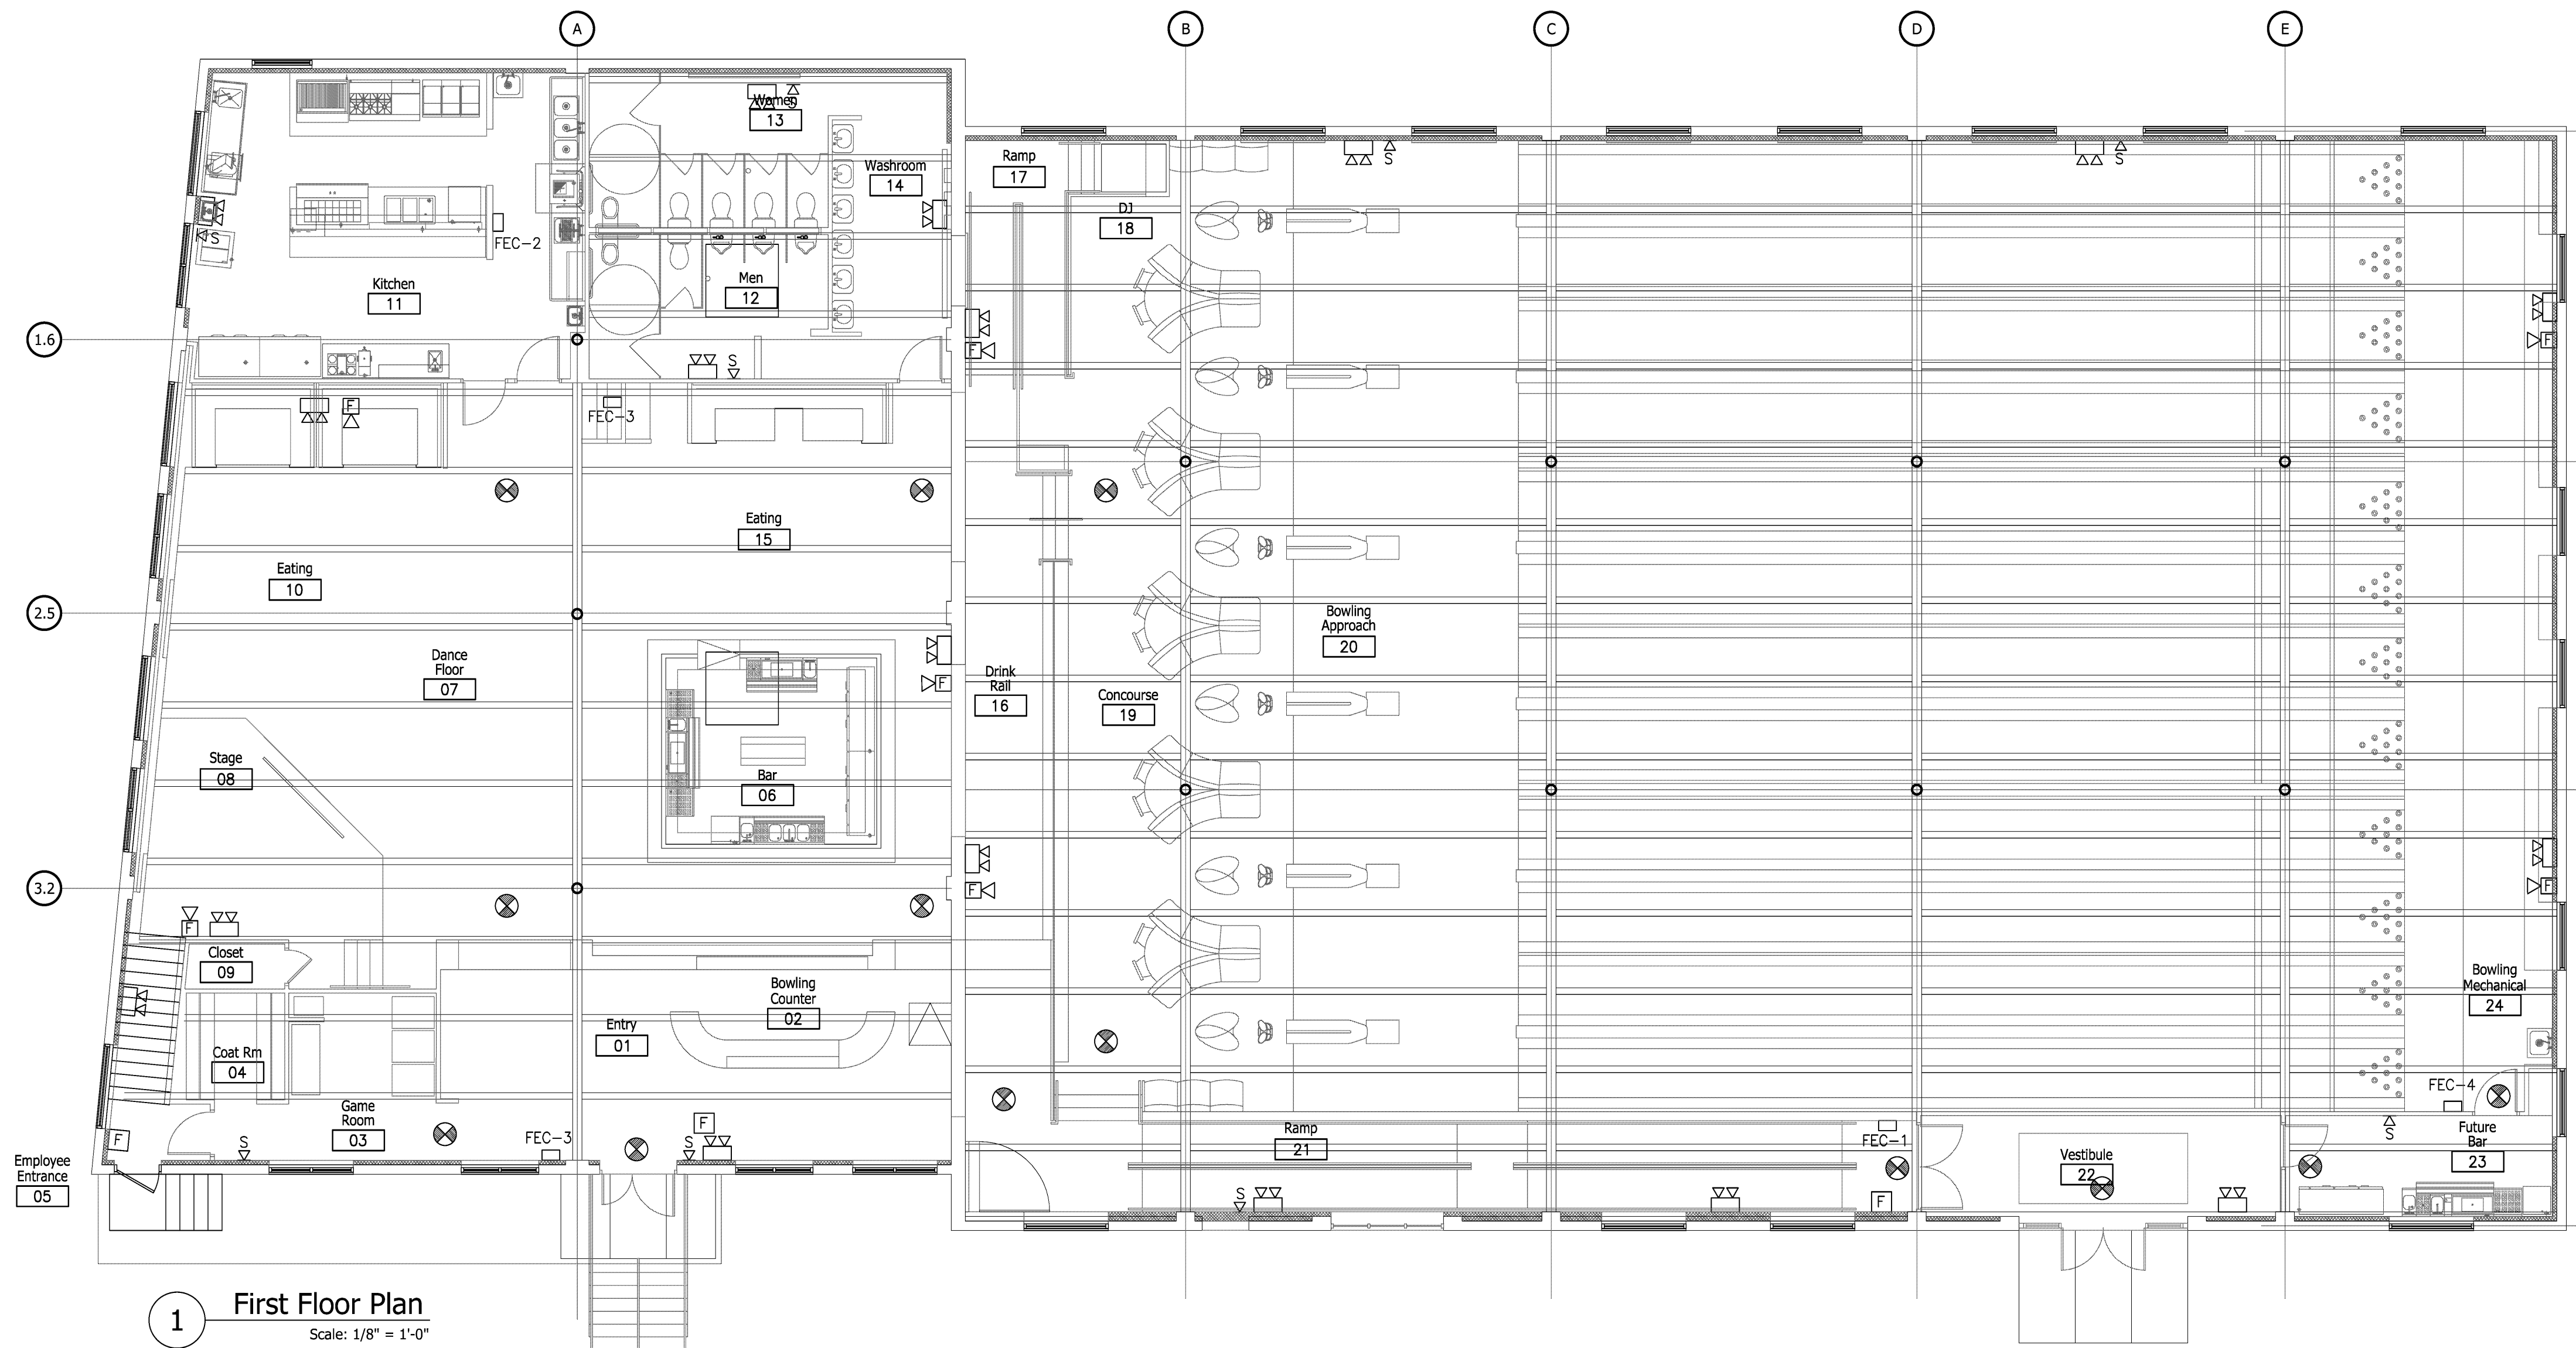 A
B
C
D
E
Women
13
S
S
S
Washroom
14
Ramp
17
DJ
18
S
FEC-2
Men
12
Kitchen
11
1.6
F
F
S
F
FEC-3
Eating
15
Eating
10
2.5
Dance
Floor
07
F
Drink
Rail
16
Concourse
19
Bowling
Approach
20
Stage
08
Bar
06
3.2
F
F
F
Closet
09
Bowling
Counter
02
Entry
01
Bowling
Mechanical
24
Coat Rm
04
FEC-4
Game
Room
03
F
F
S
FEC-3
S
Ramp
21
FEC-1
S
Future
Bar
23
Vestibule
22
Employee
Entrance
05
S
F
1
First Floor Plan
Scale: 1/8" = 1'-0"